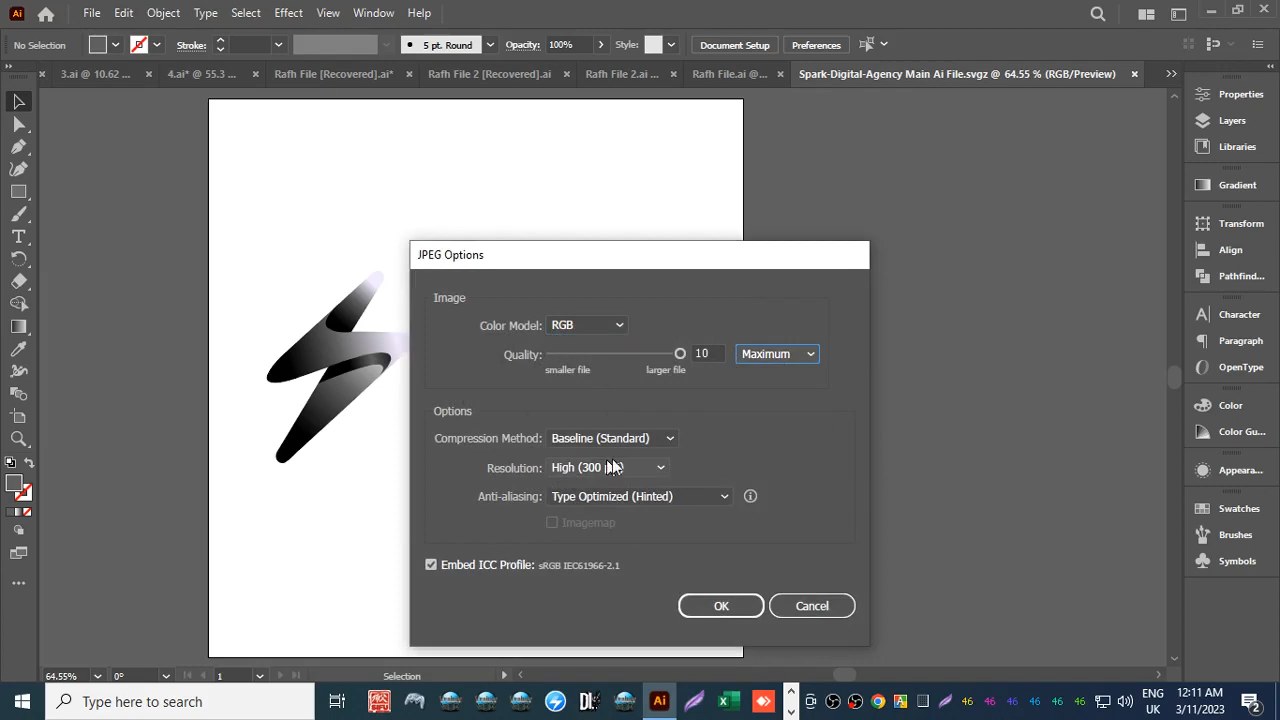 Ai File Edit Object Type Select Effect View Window Help
No Selection Stroke: 5 pt. Round Opacity: 100% Style: Document Setup Preferences
3.ai @ 10.62 ... 4.ai* @ 55.3 ... Rafh File [Recovered].ai* Rafh File 2 [Recovered].ai Rafh File 2.ai ... Rafh File.ai @... Spark-Digital-Agency Main Ai File.svgz @ 64.55 % (RGB/Preview)
Properties
Layers
Libraries
Gradient
Transform
Align
Pathfind...
Character
Paragraph
OpenType
Color
Color Gu...
Appeara...
Swatches
Brushes
Symbols
JPEG Options
Image
Color Model: RGB
Quality: 10 Maximum
smaller file larger file
Options
Compression Method: Baseline (Standard)
Resolution: High (300
Anti-aliasing: Type Optimized (Hinted)
Imagemap
Embed ICC Profile: sRGB IEC61966-2.1
OK Cancel
64.55% 0° 1 Selection
Type here to search Ai 46 46 46 46 ENG 12:11 AM
UK 3/11/2023 2